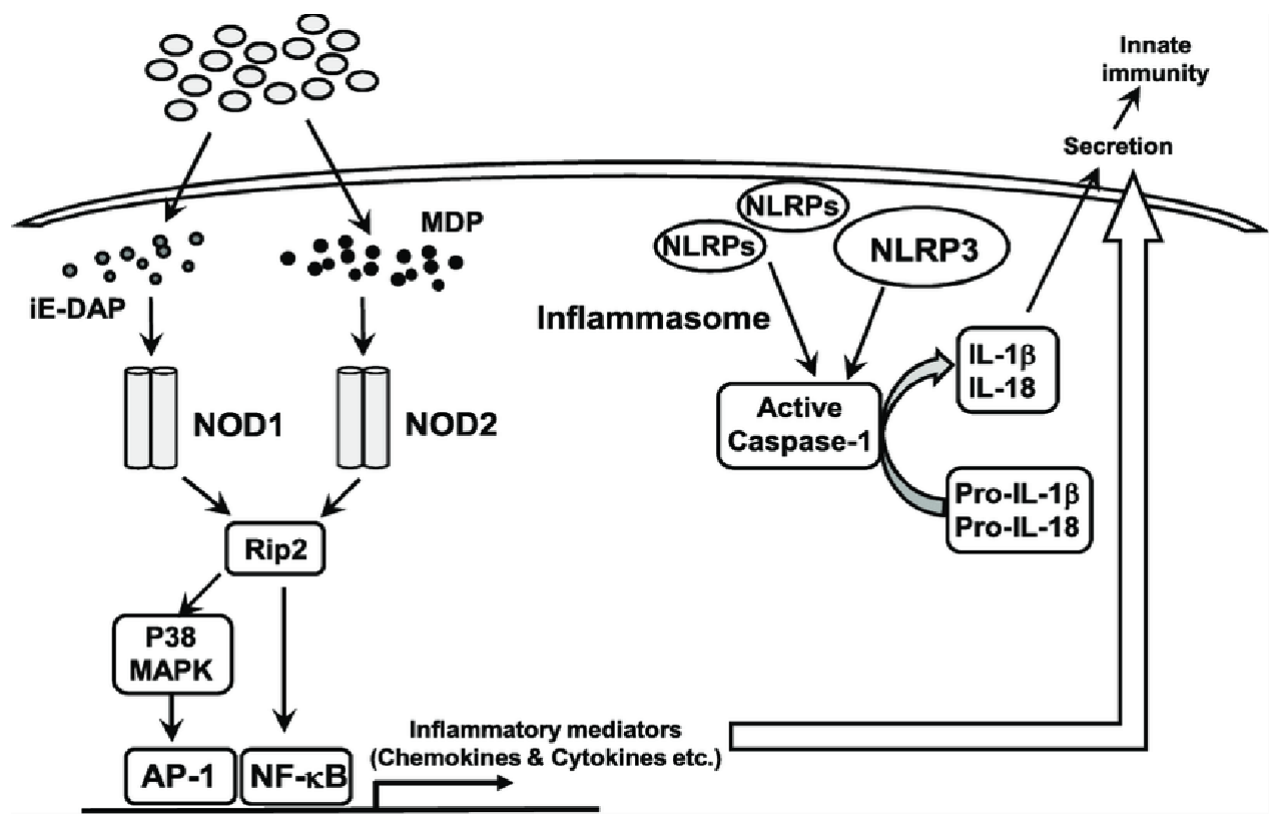 Innate
immunity
Secretion
NLRPs
MDP
NLRPs
NLRP3
iE-DAP
Inflammasome
IL-1β
IL-18
Active
Caspase-1
NOD1
NOD2
Pro-IL-1β
Pro-IL-18
Rip2
P38
MAPK
Inflammatory mediators
(Chemokines & Cytokines etc.)
AP-1
NF-κB